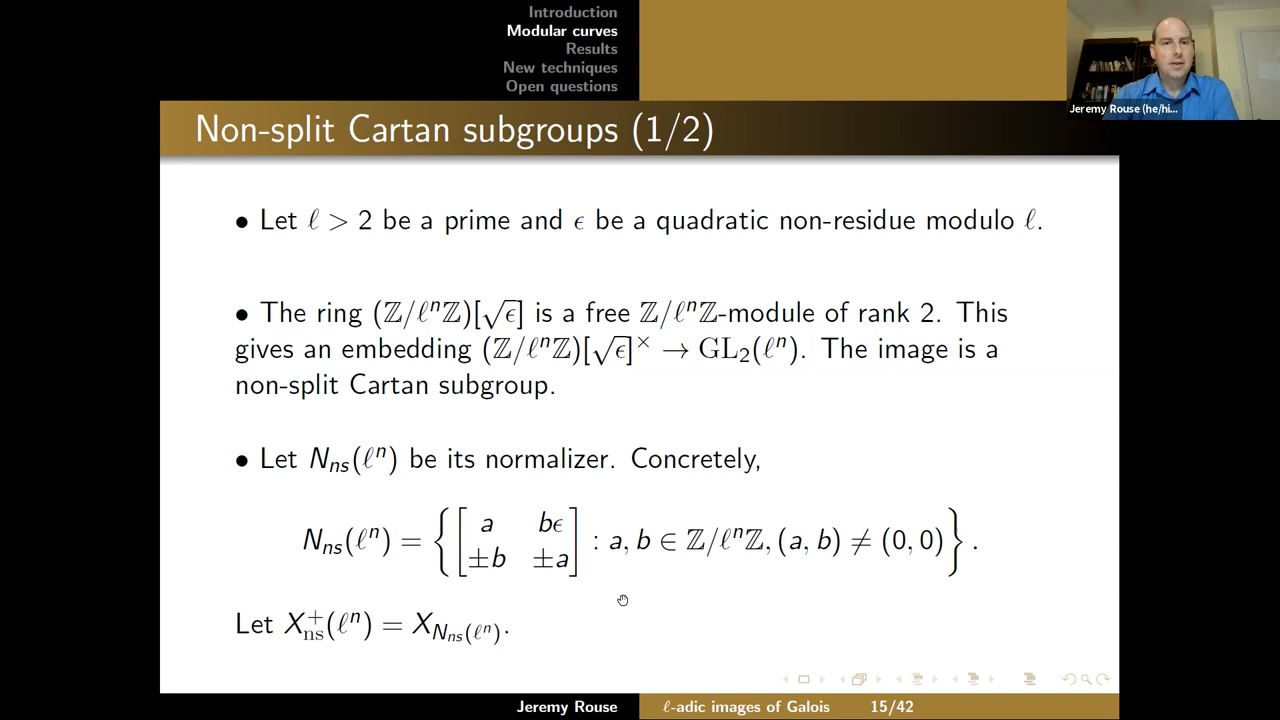 Introduction
Modular curves
Results
New techniques
Open questions
Jeremy Rouse (he/hi...
Non-split Cartan subgroups (1/2)
• Let ℓ > 2 be a prime and ϵ be a quadratic non-residue modulo ℓ.
• The ring (ℤ/ℓⁿℤ)[√ϵ] is a free ℤ/ℓⁿℤ-module of rank 2. This
gives an embedding (ℤ/ℓⁿℤ)[√ϵ]^× → GL₂(ℓⁿ). The image is a
non-split Cartan subgroup.
• Let N_ns(ℓⁿ) be its normalizer. Concretely,
N_ns(ℓⁿ) = { [ a bϵ ; ±b ±a ] : a, b ∈ ℤ/ℓⁿℤ, (a, b) ≠ (0, 0) } .
Let X_ns^+(ℓⁿ) = X_{N_ns(ℓⁿ)}.
Jeremy Rouse ℓ-adic images of Galois 15/42